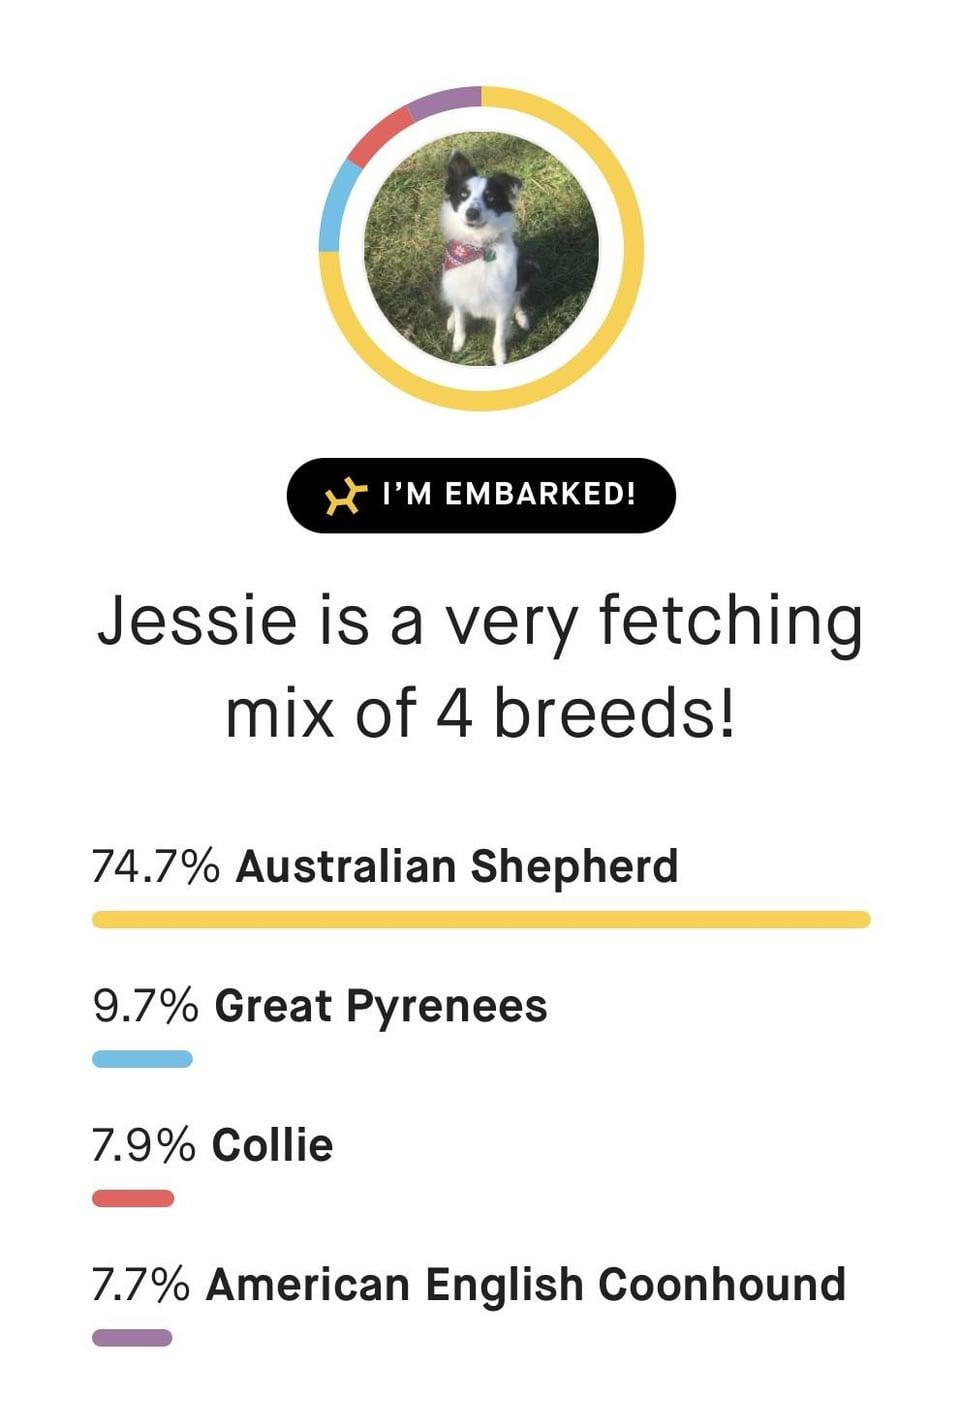 I’M EMBARKED!
Jessie is a very fetching
mix of 4 breeds!
74.7% Australian Shepherd
9.7% Great Pyrenees
7.9% Collie
7.7% American English Coonhound